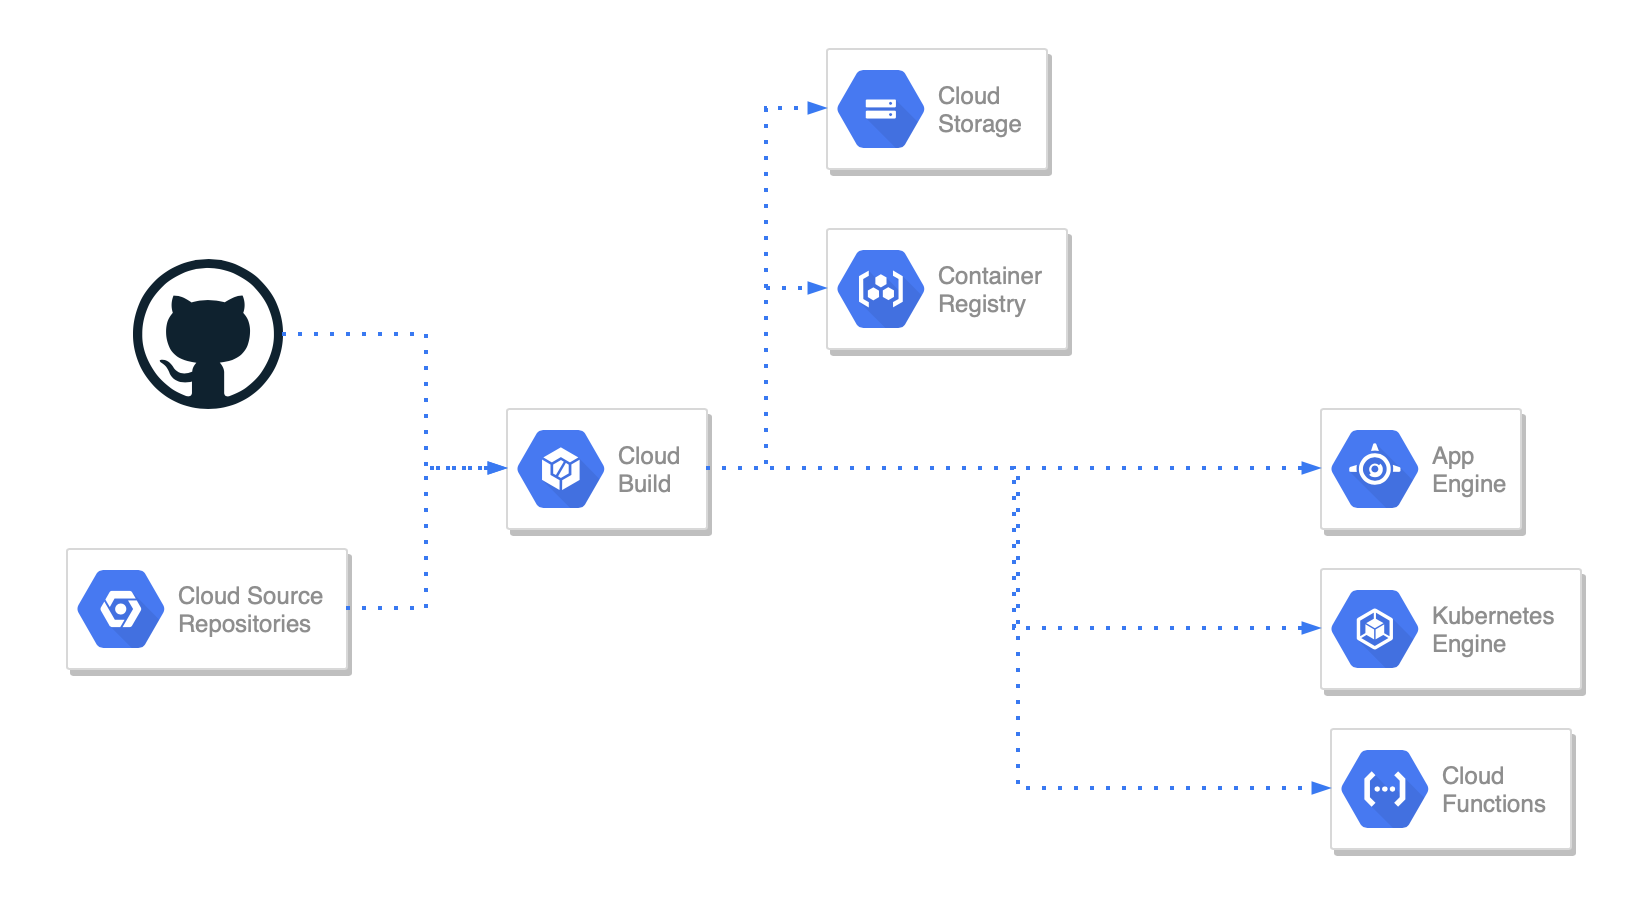 Cloud
Storage
Container
Registry
Cloud
Build
App
Engine
Cloud Source
Repositories
Kubernetes
Engine
Cloud
Functions